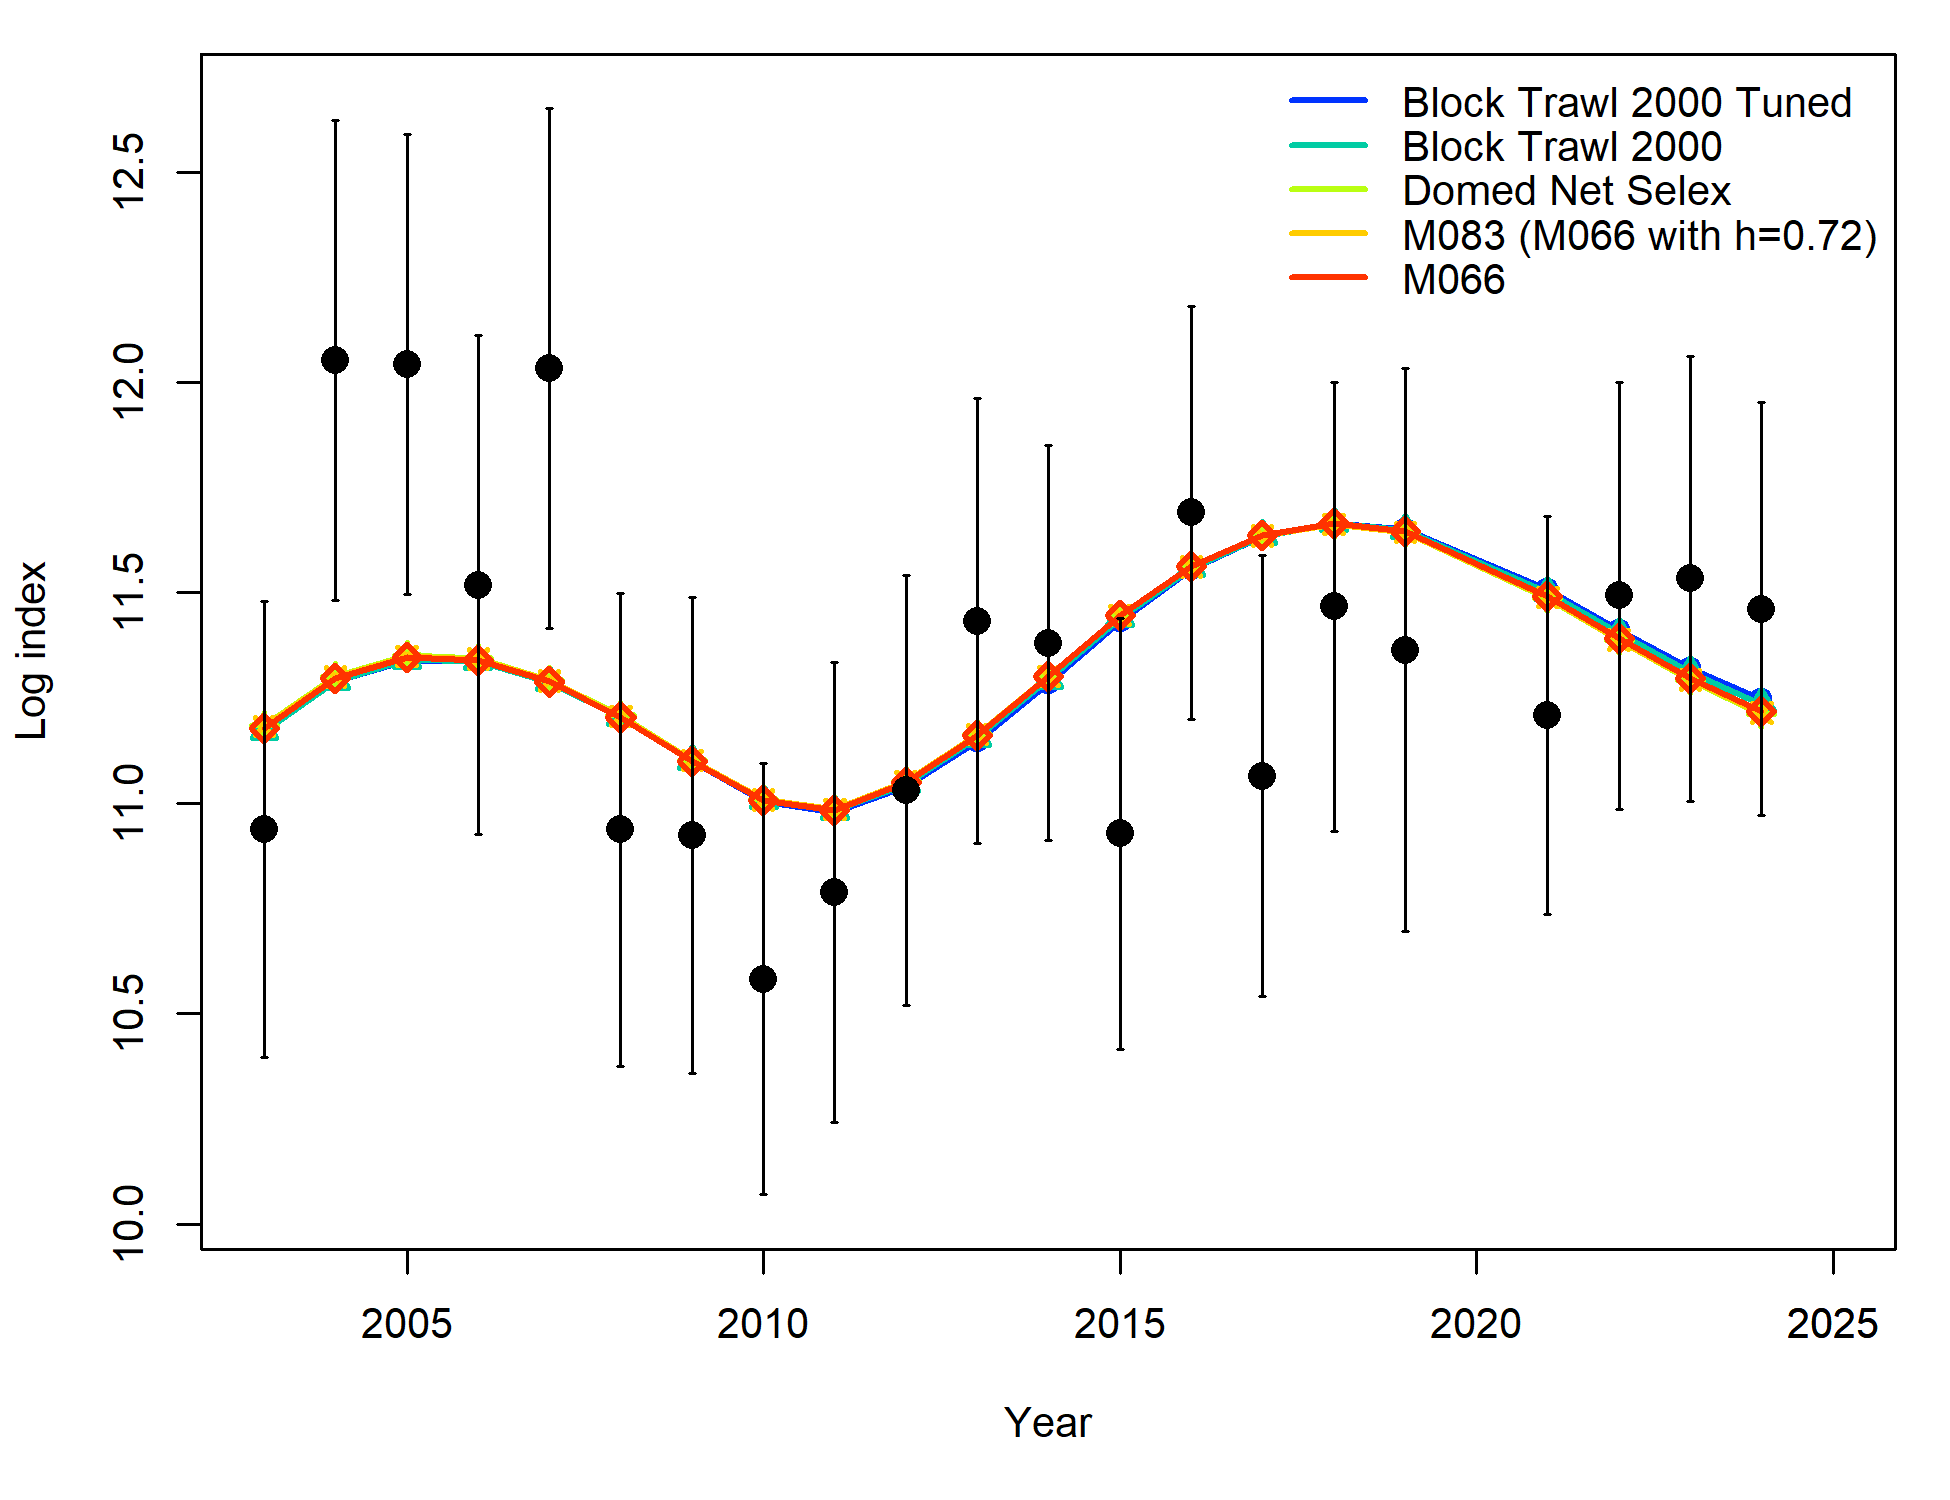 Block Trawl 2000 Tuned
Block Trawl 2000
Domed Net Selex
M083 (M066 with h=0.72)
M066
Log index
12.5
12.0
11.5
11.0
10.5
10.0
2005
2010
2015
2020
2025
Year